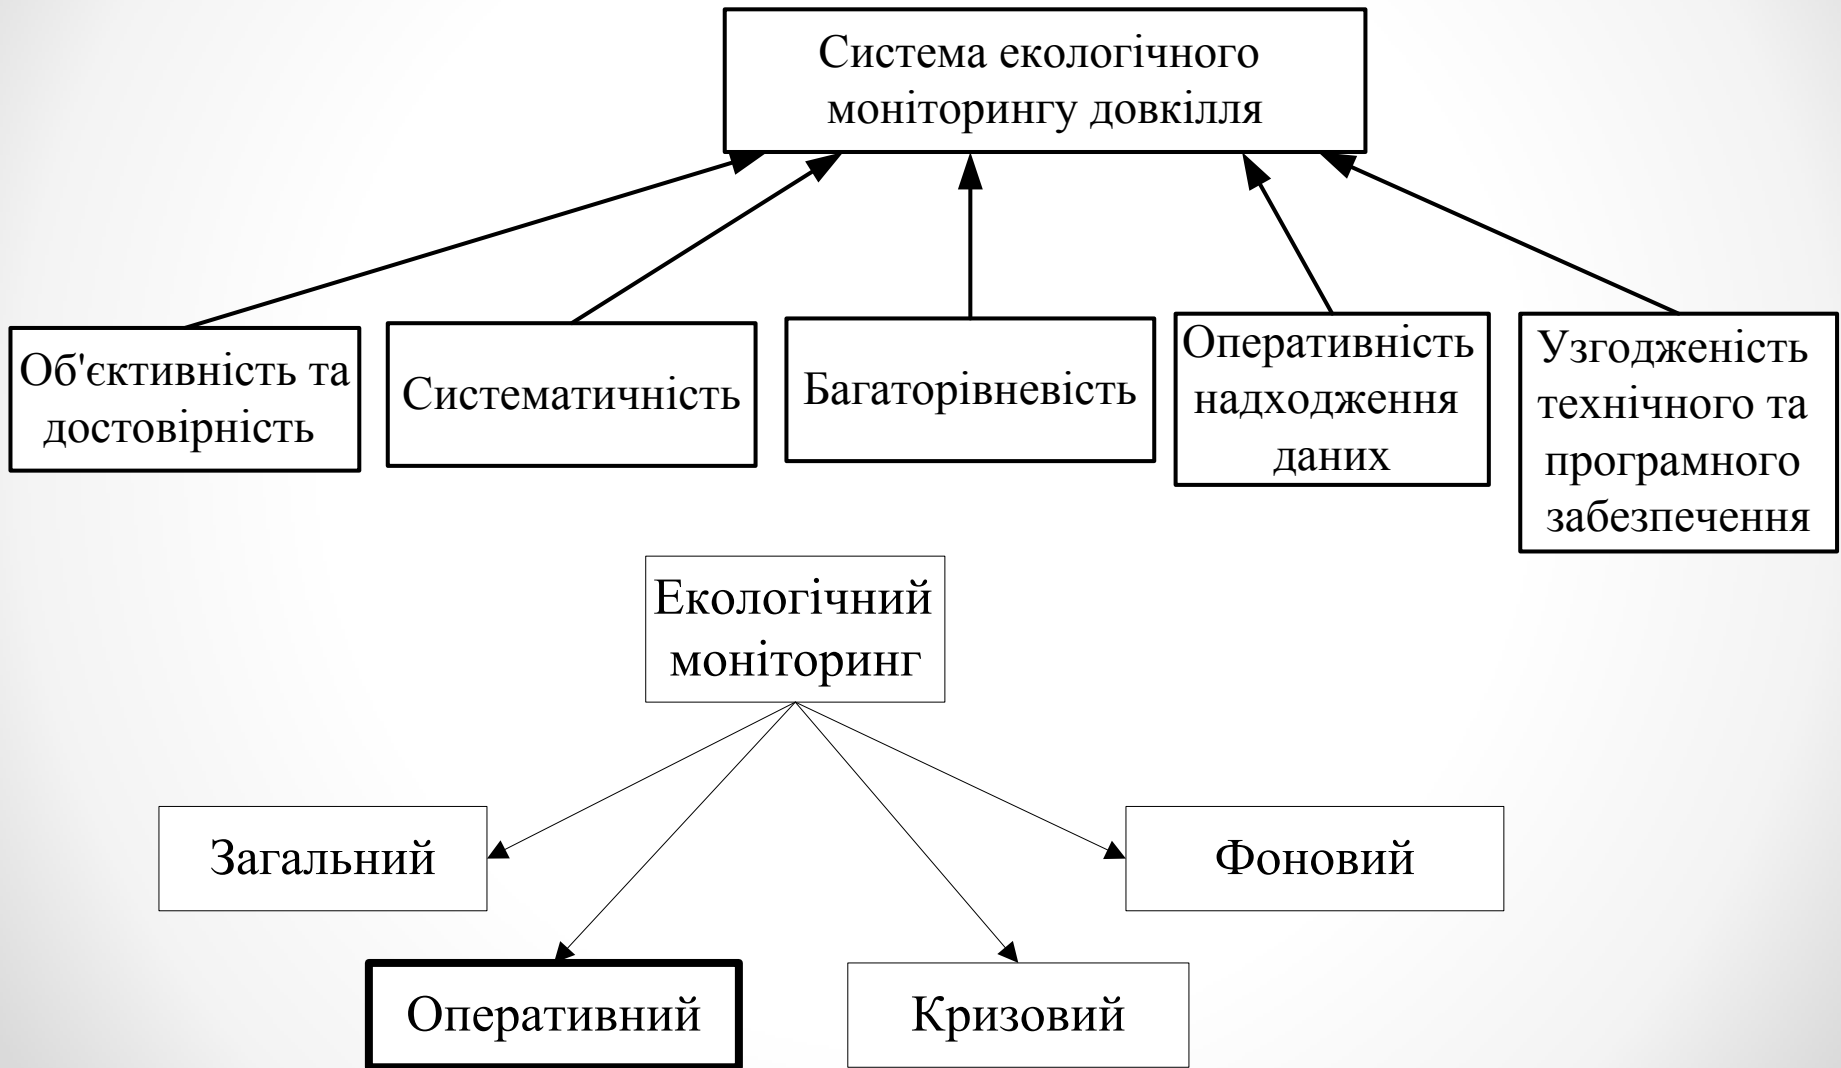 Система екологічного
моніторингу довкілля
Об'єктивність та
достовірність
Систематичність
Багаторівневість
Оперативність
надходження
даних
Узгодженість
технічного та
програмного
забезпечення
Екологічний
моніторинг
Загальний
Фоновий
Оперативний
Кризовий